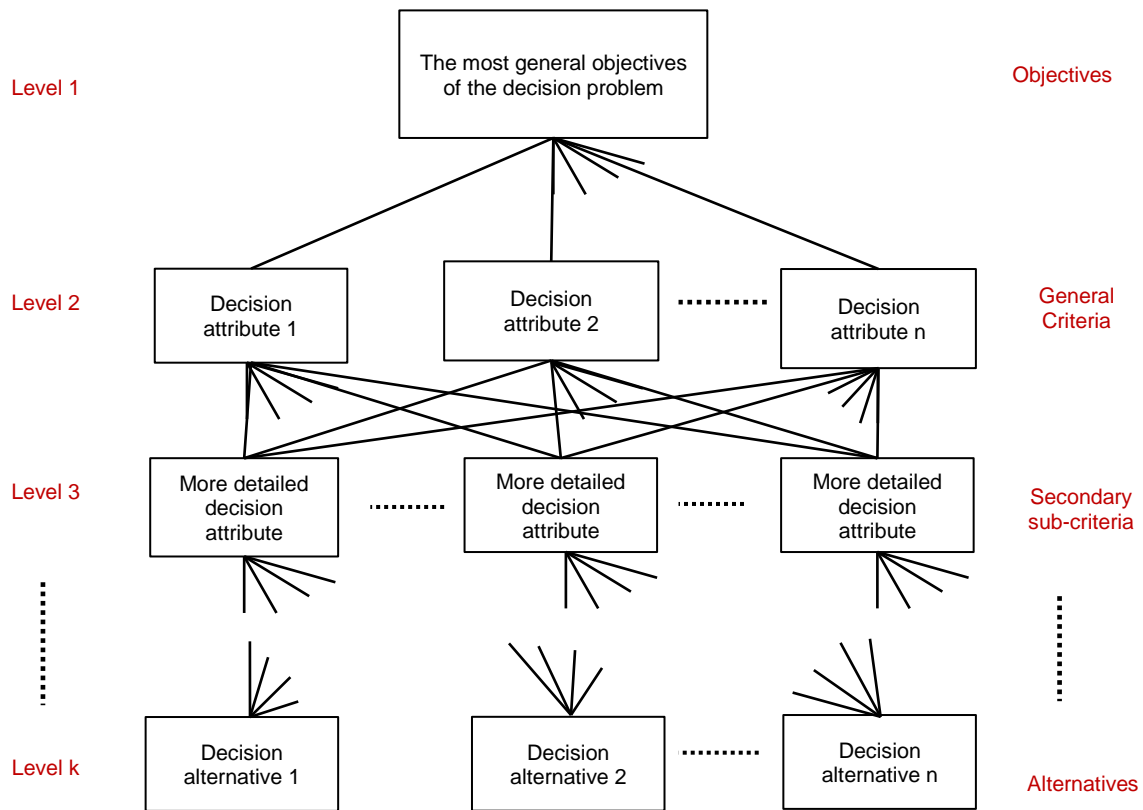 The most general objectives
of the decision problem
Level 1
Objectives
Level 2
Decision
attribute 1
Decision
attribute 2
Decision
attribute n
General
Criteria
Level 3
More detailed
decision
attribute
More detailed
decision
attribute
More detailed
decision
attribute
Secondary
sub-criteria
Level k
Decision
alternative 1
Decision
alternative 2
Decision
alternative n
Alternatives